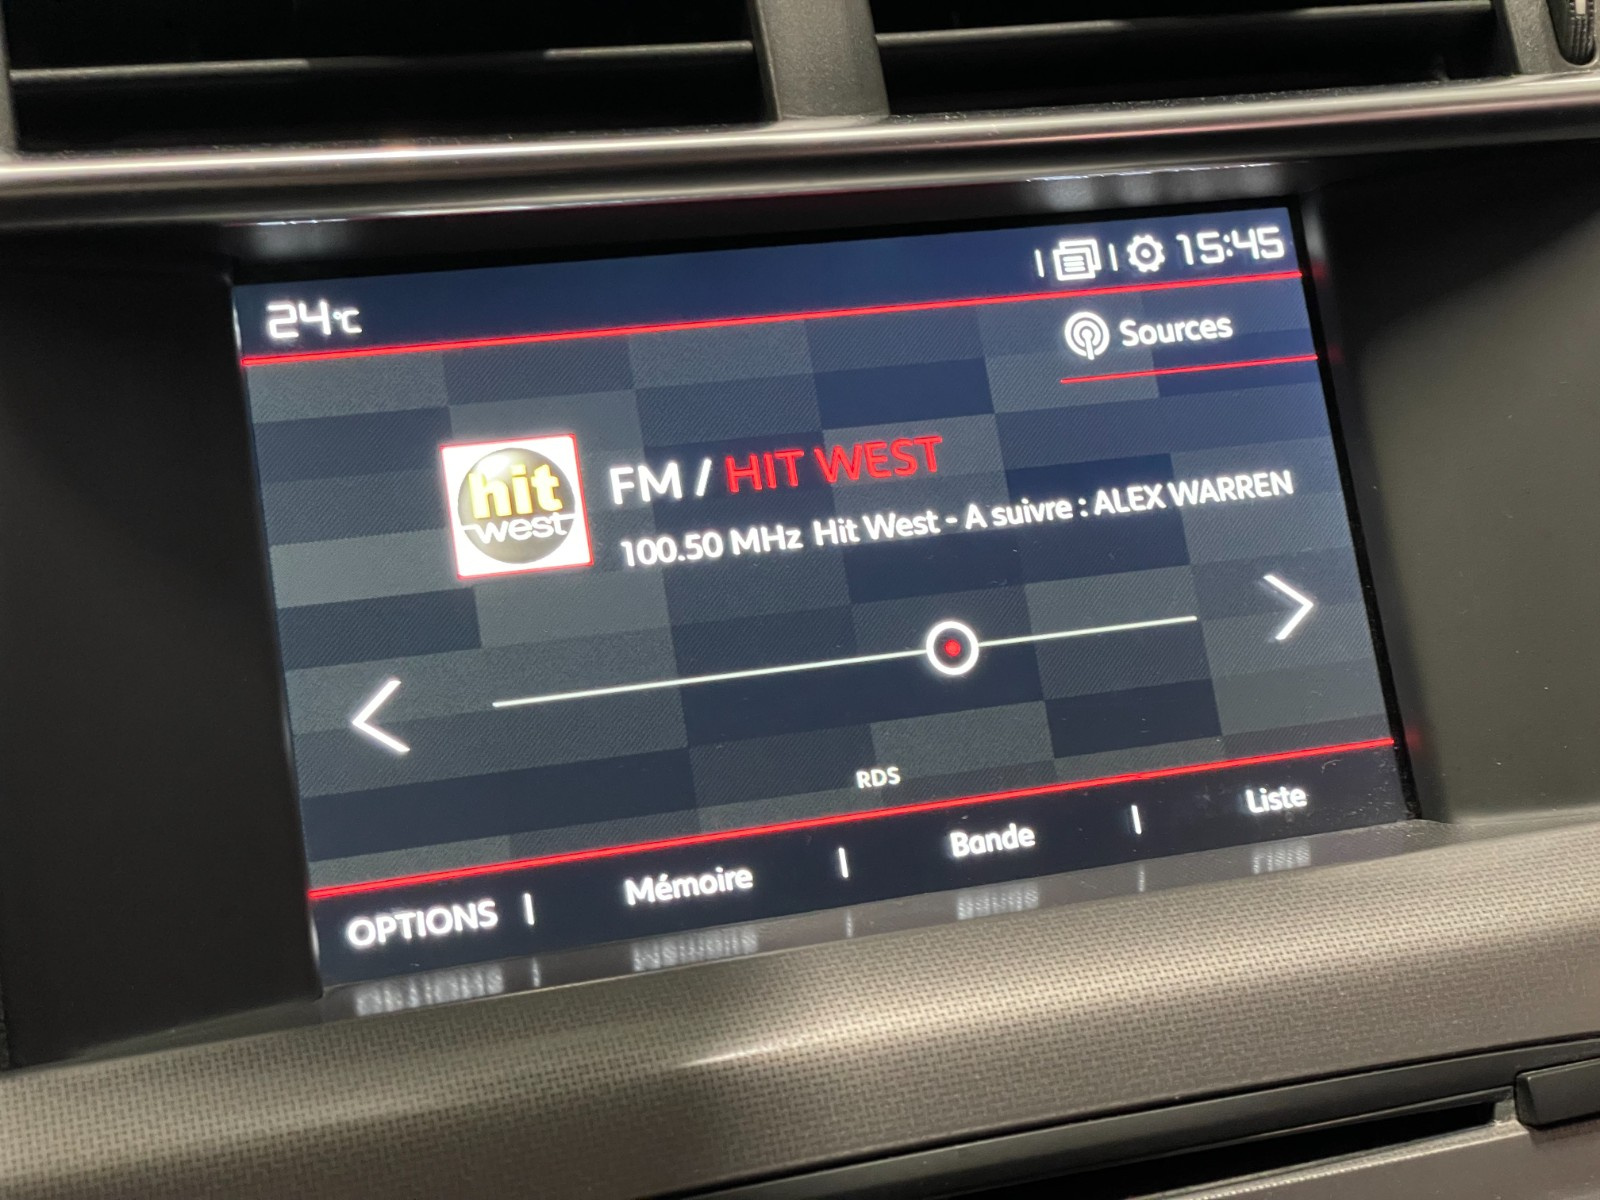 24°C
15:45
Sources
hit
west
FM / HIT WEST
100.50 MHz Hit West - A suivre : ALEX WARREN
RDS
OPTIONS
Mémoire
Bande
Liste